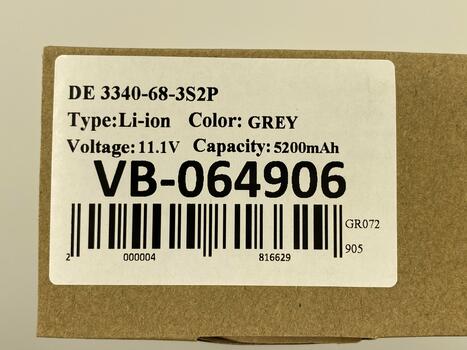 DE 3340-68-3S2P
Type:Li-ion Color: GREY
Voltage: 11.1V Capacity: 5200mAh
VB-064906
GR072
905
2 000004 816629